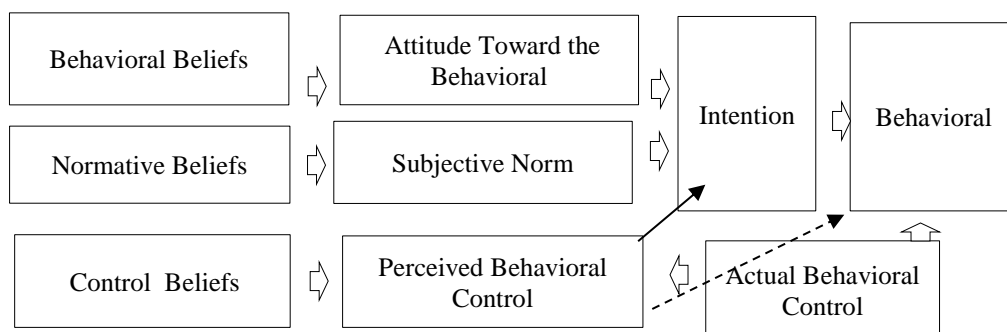 Behavioral Beliefs
Attitude Toward the
Behavioral
Intention
Behavioral
Normative Beliefs
Subjective Norm
Control  Beliefs
Perceived Behavioral
Control
Actual Behavioral
Control